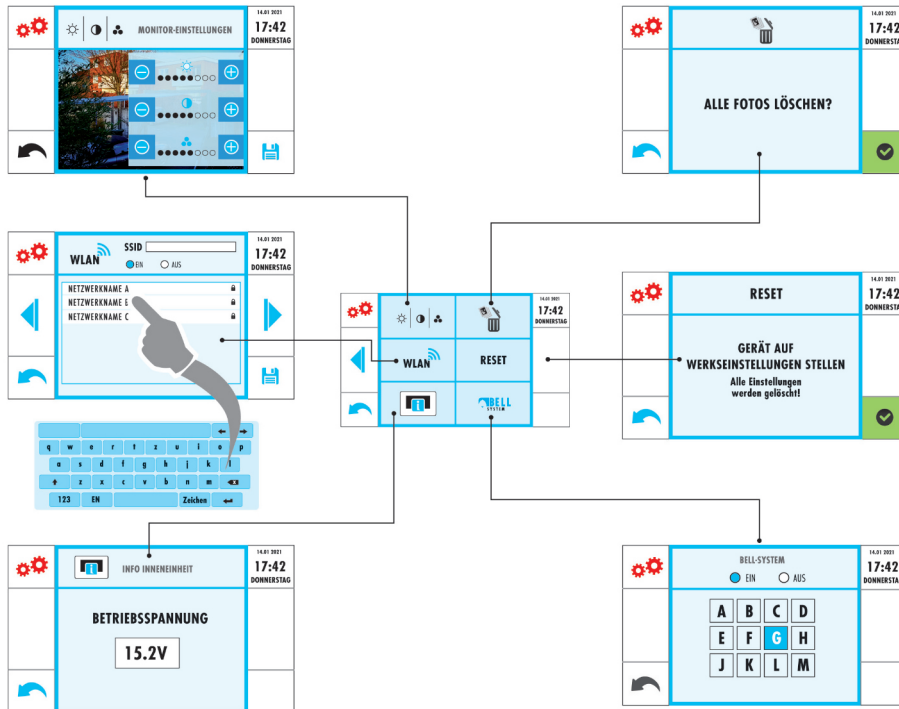 MONITOR-EINSTELLUNGEN
14.01 2021
17:42
DONNERSTAG
14.01 2021
17:42
DONNERSTAG
ALLE FOTOS LÖSCHEN?
WLAN
SSID
EIN AUS
14.01 2021
17:42
DONNERSTAG
NETZWERKNAME A
NETZWERKNAME B
NETZWERKNAME C
q w e r t z u i o p
a s d f g h j k l
z x c v b n m
123 EN Zeichen
14.01 2021
17:42
DONNERSTAG
WLAN
RESET
BELL
SYSTEM
RESET
14.01 2021
17:42
DONNERSTAG
GERÄT AUF
WERKSEINSTELLUNGEN STELLEN
Alle Einstellungen
werden gelöscht!
INFO INNENEINHEIT
14.01 2021
17:42
DONNERSTAG
BETRIEBSSPANNUNG
15.2V
BELL-SYSTEM
EIN AUS
14.01 2021
17:42
DONNERSTAG
A B C D
E F G H
J K L M